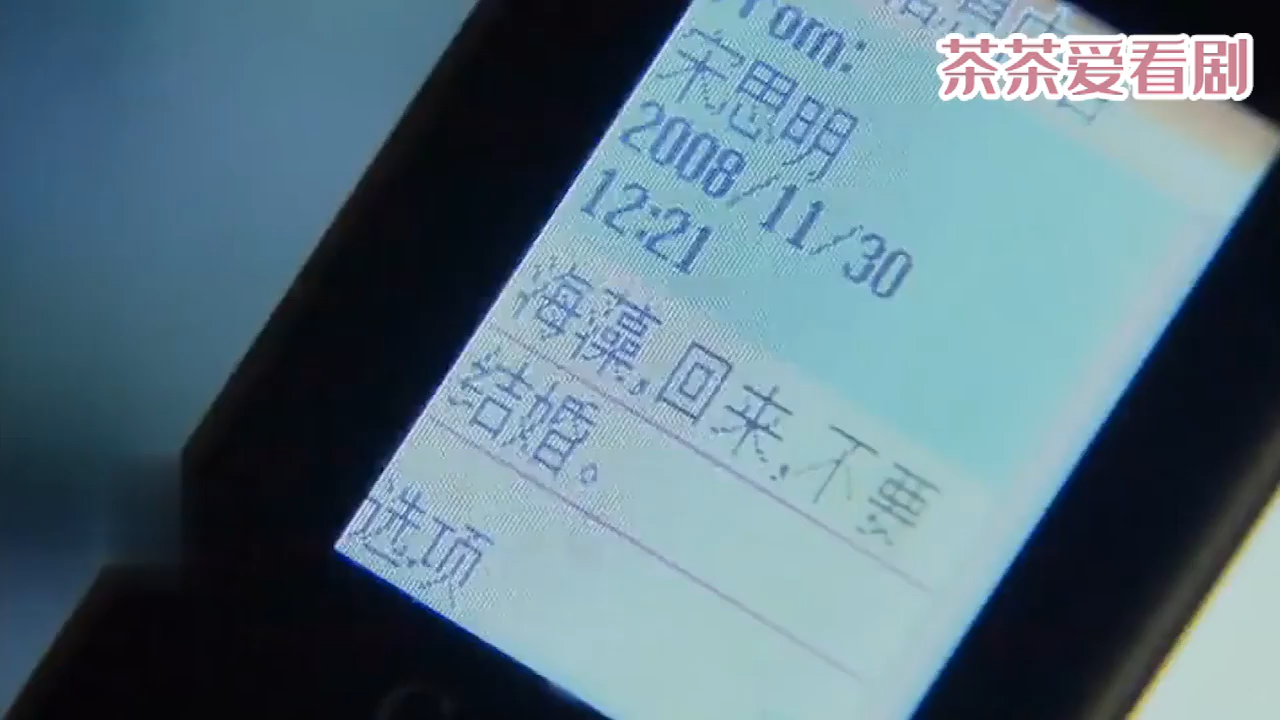 茶茶爱看剧
From:
宋思明
2008/11/30
12:21
海藻。回来,不要
结婚。
选项